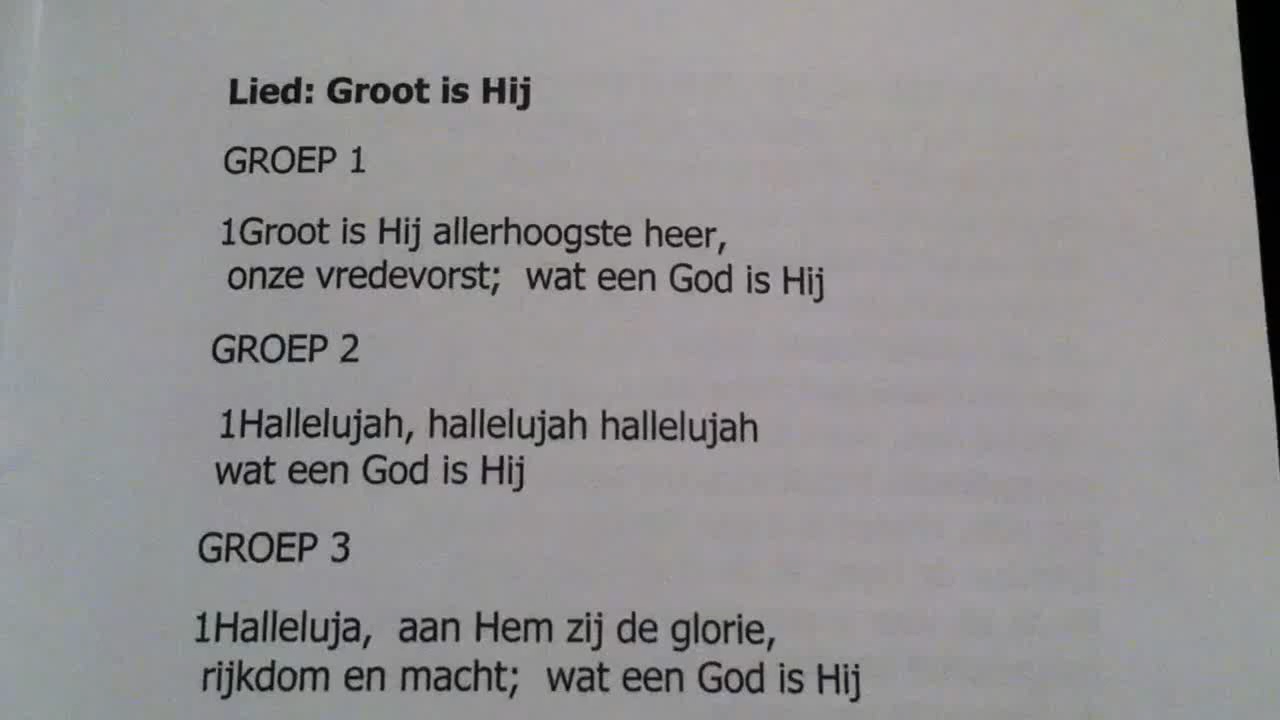 Lied: Groot is Hij
GROEP 1
1Groot is Hij allerhoogste heer,
onze vredevorst; wat een God is Hij
GROEP 2
1Hallelujah, hallelujah hallelujah
wat een God is Hij
GROEP 3
1Halleluja, aan Hem zij de glorie,
rijkdom en macht; wat een God is Hij